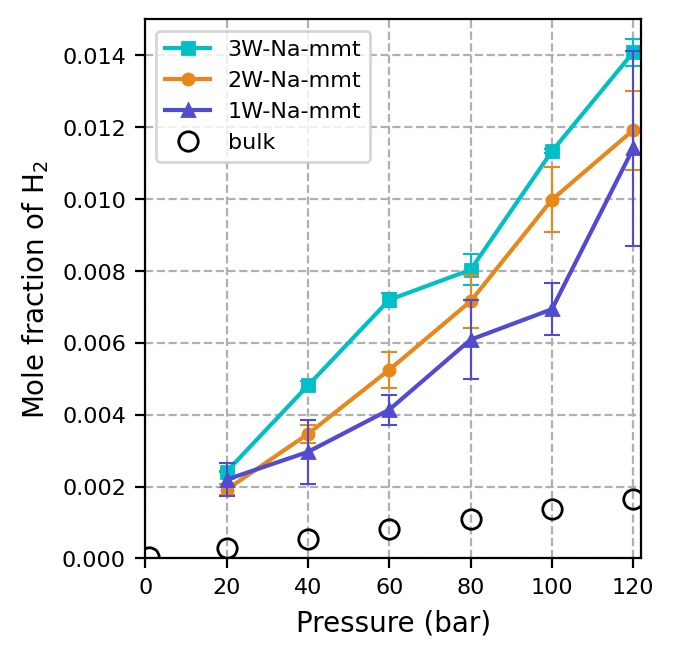 3W-Na-mmt
2W-Na-mmt
1W-Na-mmt
bulk
Mole fraction of H₂
0.014
0.012
0.010
0.008
0.006
0.004
0.002
0.000
0 20 40 60 80 100 120
Pressure (bar)